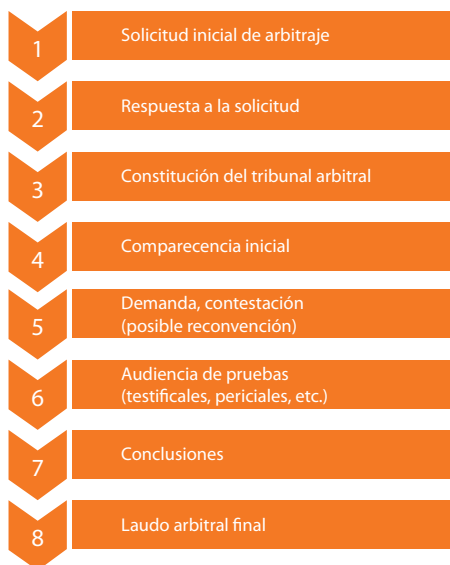 1
Solicitud inicial de arbitraje
2
Respuesta a la solicitud
3
Constitución del tribunal arbitral
4
Comparecencia inicial
5
Demanda, contestación
(posible reconvención)
6
Audiencia de pruebas
(testificales, periciales, etc.)
7
Conclusiones
8
Laudo arbitral final